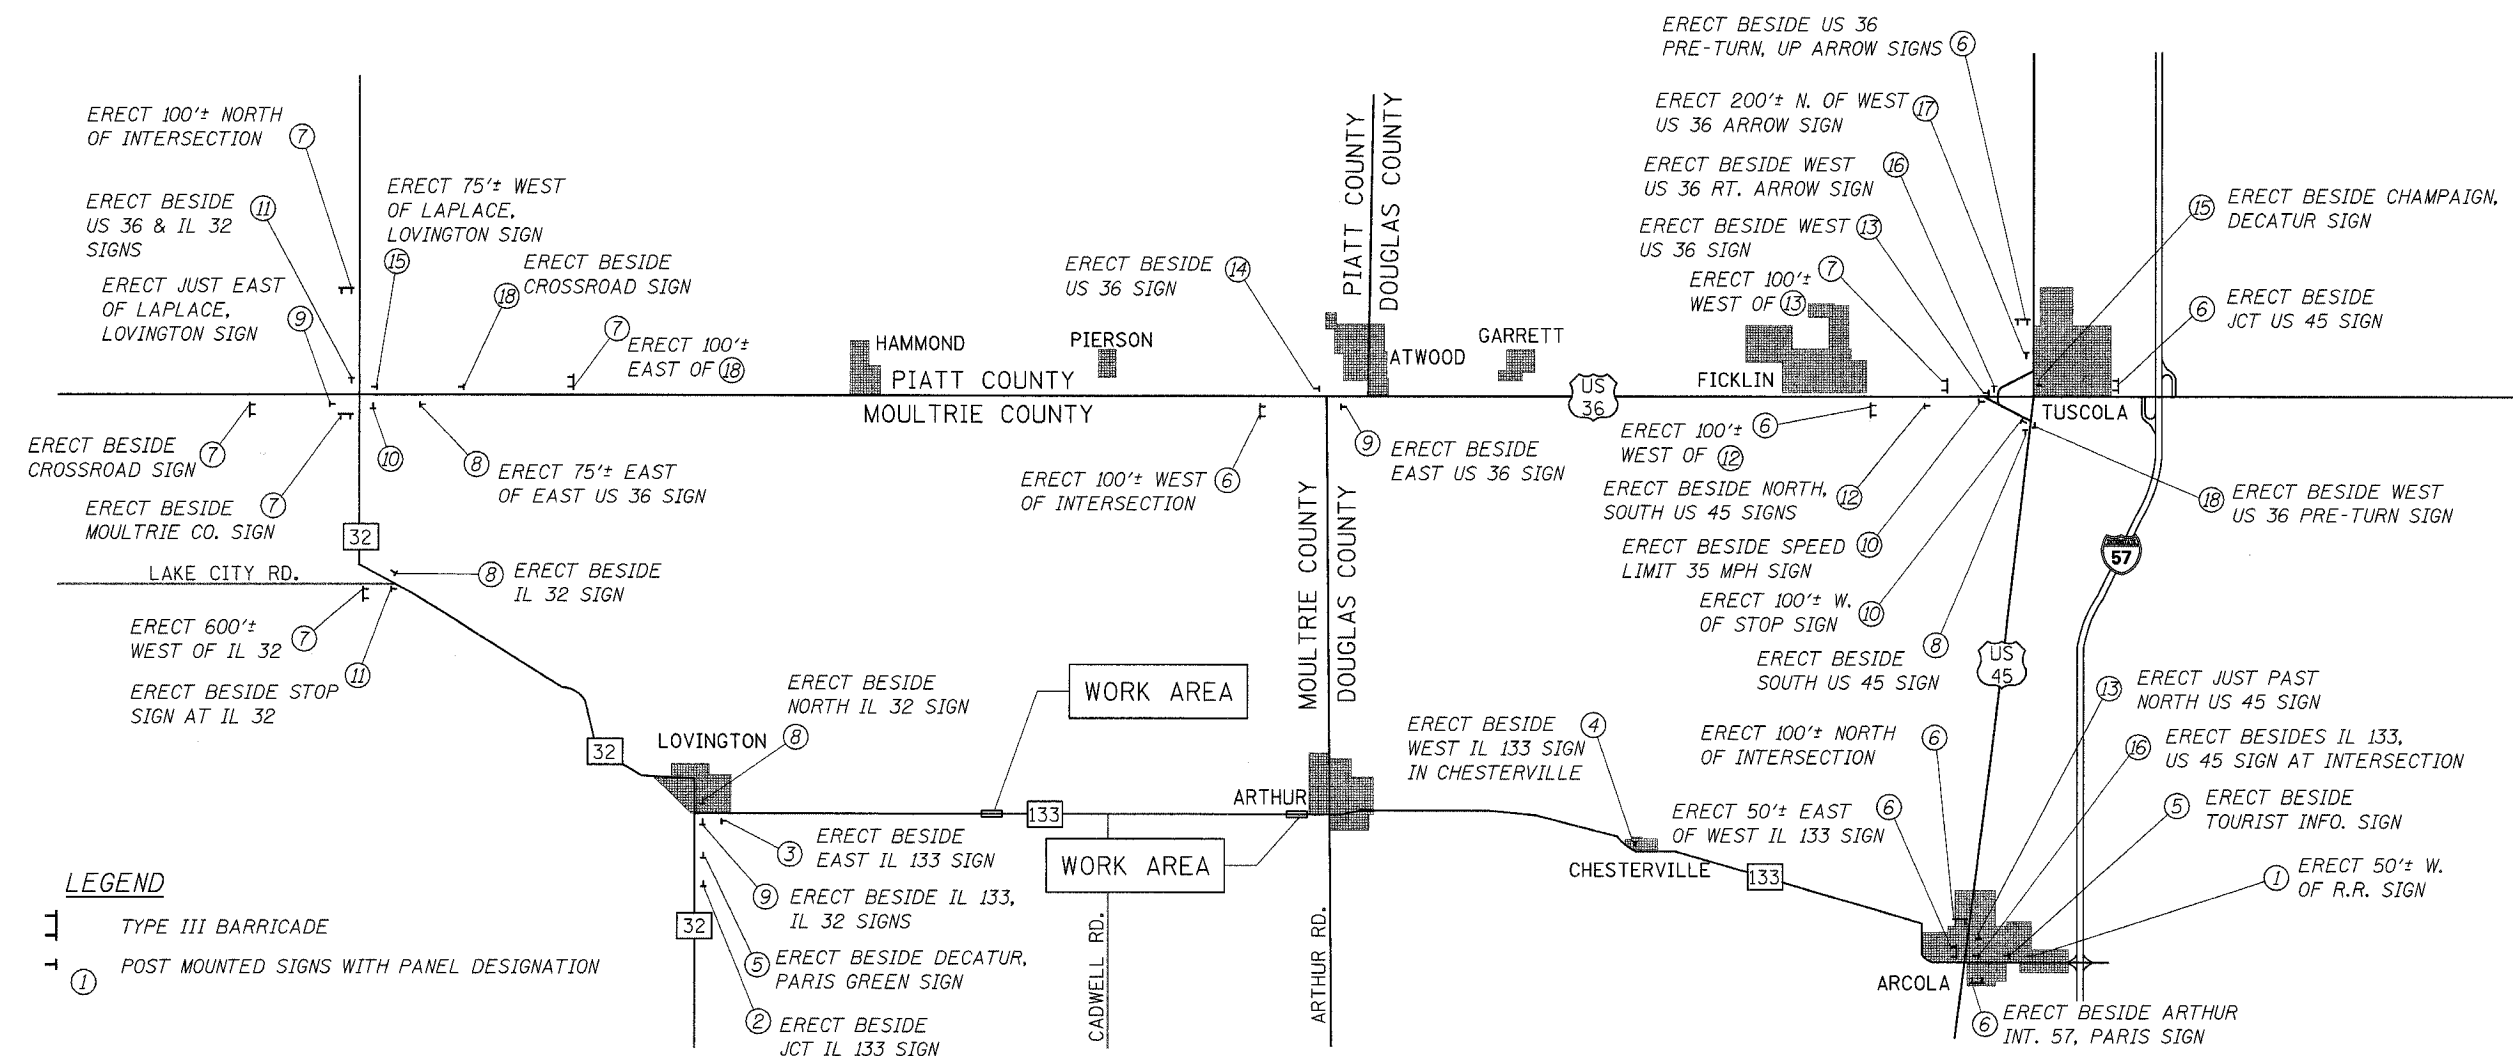 ERECT BESIDE US 36
PRE-TURN, UP ARROW SIGNS 6
ERECT 100'± NORTH
OF INTERSECTION 7
ERECT 200'± N. OF WEST
US 36 ARROW SIGN 17
ERECT BESIDE WEST
US 36 RT. ARROW SIGN 16
ERECT BESIDE
US 36 & IL 32
SIGNS 11
ERECT 75'± WEST
OF LAPLACE,
LOVINGTON SIGN
15
ERECT BESIDE
CROSSROAD SIGN
18
ERECT JUST EAST
OF LAPLACE,
LOVINGTON SIGN 9
7
ERECT 100'±
EAST OF 18
HAMMOND
PIERSON
ERECT BESIDE
US 36 SIGN 14
PIATT COUNTY
DOUGLAS COUNTY
ATWOOD
GARRETT
ERECT BESIDE WEST
US 36 SIGN 13
ERECT 100'±
WEST OF 13
7
FICKLIN
15 ERECT BESIDE CHAMPAIGN,
DECATUR SIGN
6 ERECT BESIDE
JCT US 45 SIGN
PIATT COUNTY
MOULTRIE COUNTY
US
36
TUSCOLA
ERECT BESIDE
CROSSROAD SIGN 7
ERECT BESIDE
MOULTRIE CO. SIGN 7
10
8 ERECT 75'± EAST
OF EAST US 36 SIGN
ERECT 100'± WEST
OF INTERSECTION 6
9 ERECT BESIDE
EAST US 36 SIGN
ERECT 100'±
WEST OF 12
6
ERECT BESIDE NORTH,
SOUTH US 45 SIGNS 12
ERECT BESIDE SPEED
LIMIT 35 MPH SIGN 10
ERECT 100'± W.
OF STOP SIGN 10
ERECT BESIDE
SOUTH US 45 SIGN 8
18 ERECT BESIDE WEST
US 36 PRE-TURN SIGN
INTERSTATE
57
32
LAKE CITY RD.
8 ERECT BESIDE
IL 32 SIGN
ERECT 600'±
WEST OF IL 32 7
ERECT BESIDE STOP
SIGN AT IL 32 11
MOULTRIE COUNTY
DOUGLAS COUNTY
US
45
ERECT BESIDE
NORTH IL 32 SIGN
8
WORK AREA
32
LOVINGTON
ERECT BESIDE
WEST IL 133 SIGN
IN CHESTERVILLE 4
13 ERECT JUST PAST
NORTH US 45 SIGN
ERECT 100'± NORTH
OF INTERSECTION 6
16 ERECT BESIDES IL 133,
US 45 SIGN AT INTERSECTION
ARTHUR
133
ERECT 50'± EAST
OF WEST IL 133 SIGN 6
5 ERECT BESIDE
TOURIST INFO. SIGN
3 ERECT BESIDE
EAST IL 133 SIGN
WORK AREA
CHESTERVILLE
133
1 ERECT 50'± W.
OF R.R. SIGN
9 ERECT BESIDE IL 133,
IL 32 SIGNS
32
5 ERECT BESIDE DECATUR,
PARIS GREEN SIGN
2 ERECT BESIDE
JCT IL 133 SIGN
CADWELL RD.
ARTHUR RD.
ARCOLA
6 ERECT BESIDE ARTHUR
INT. 57, PARIS SIGN
LEGEND
TYPE III BARRICADE
POST MOUNTED SIGNS WITH PANEL DESIGNATION
1